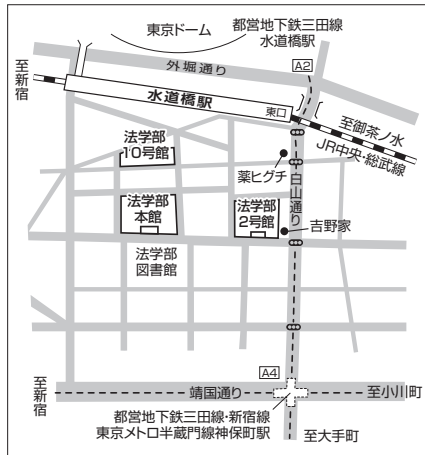 東京ドーム
都営地下鉄三田線
水道橋駅
至新宿
外堀通り
A2
水道橋駅
東口
至御茶ノ水
JR中央・総武線
法学部
10号館
薬ヒグチ
白山通り
法学部
本館
法学部
2号館
吉野家
法学部
図書館
A4
至新宿
靖国通り
至小川町
都営地下鉄三田線・新宿線
東京メトロ半蔵門線神保町駅
至大手町